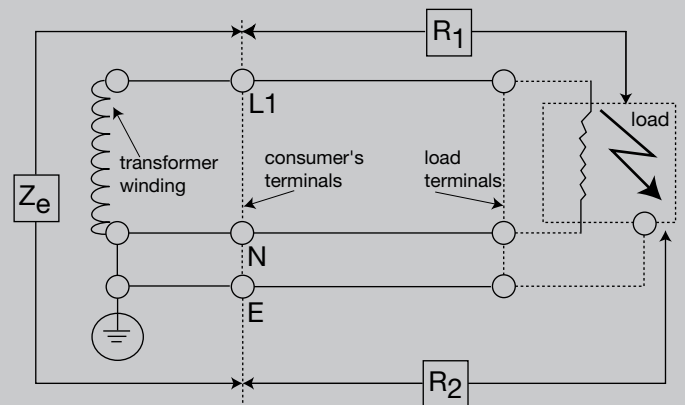 R1
L1
load
transformer
winding
consumer's
terminals
load
terminals
Ze
N
E
R2